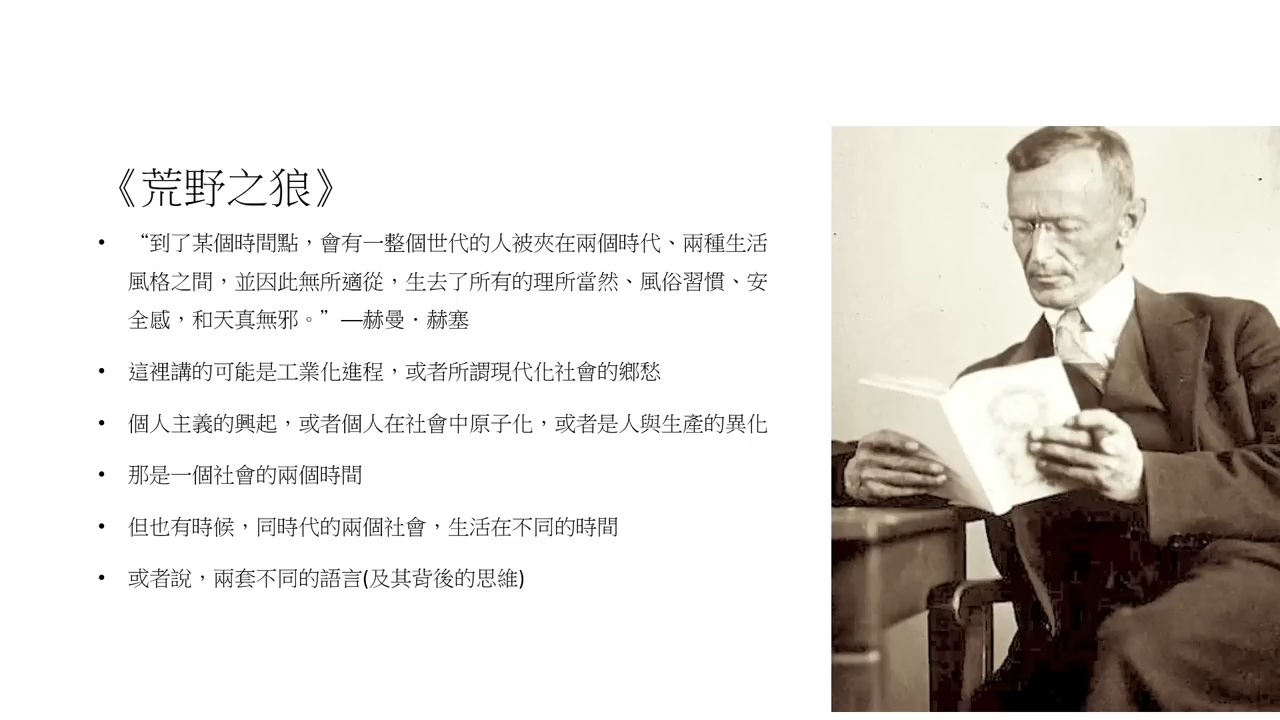 《荒野之狼》
• “到了某個時間點，會有一整個世代的人被夾在兩個時代、兩種生活
風格之間，並因此無所適從，生去了所有的理所當然、風俗習慣、安
全感，和天真無邪。” —赫曼．赫塞
• 這裡講的可能是工業化進程，或者所謂現代化社會的鄉愁
• 個人主義的興起，或者個人在社會中原子化，或者是人與生產的異化
• 那是一個社會的兩個時間
• 但也有時候，同時代的兩個社會，生活在不同的時間
• 或者說，兩套不同的語言(及其背後的思維)